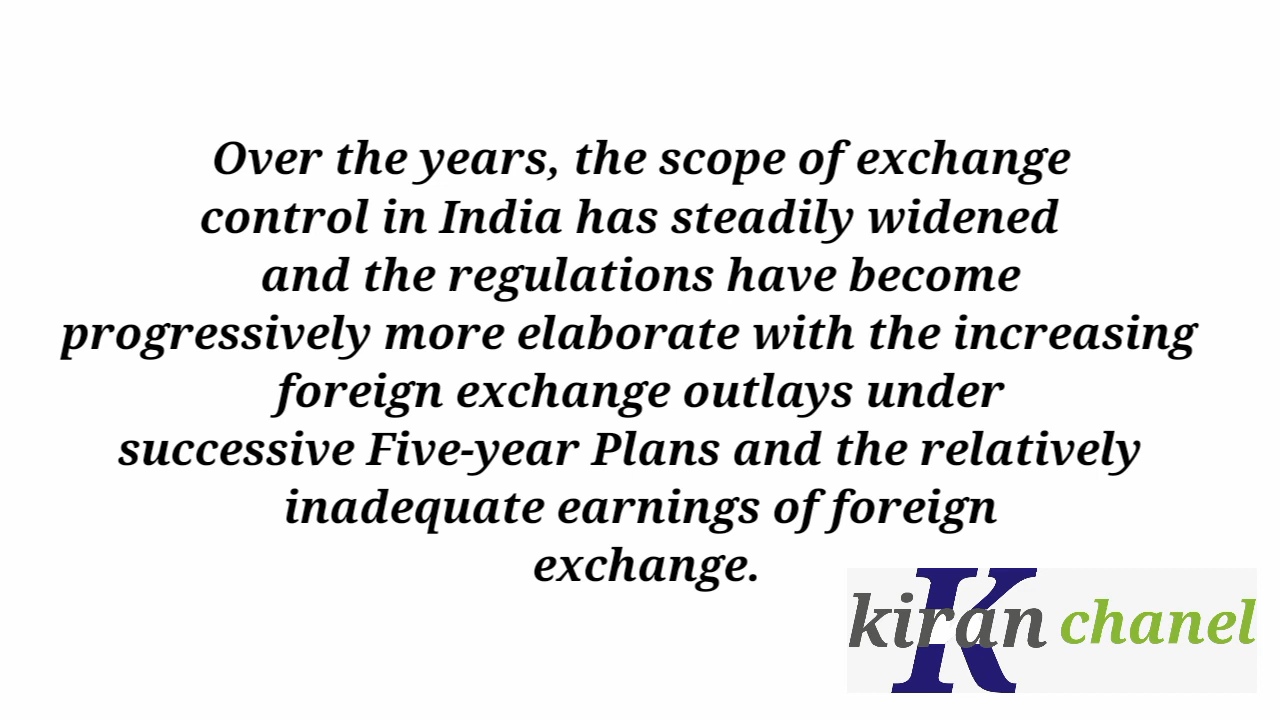 Over the years, the scope of exchange
control in India has steadily widened
and the regulations have become
progressively more elaborate with the increasing
foreign exchange outlays under
successive Five-year Plans and the relatively
inadequate earnings of foreign
exchange.
K
kiran chanel